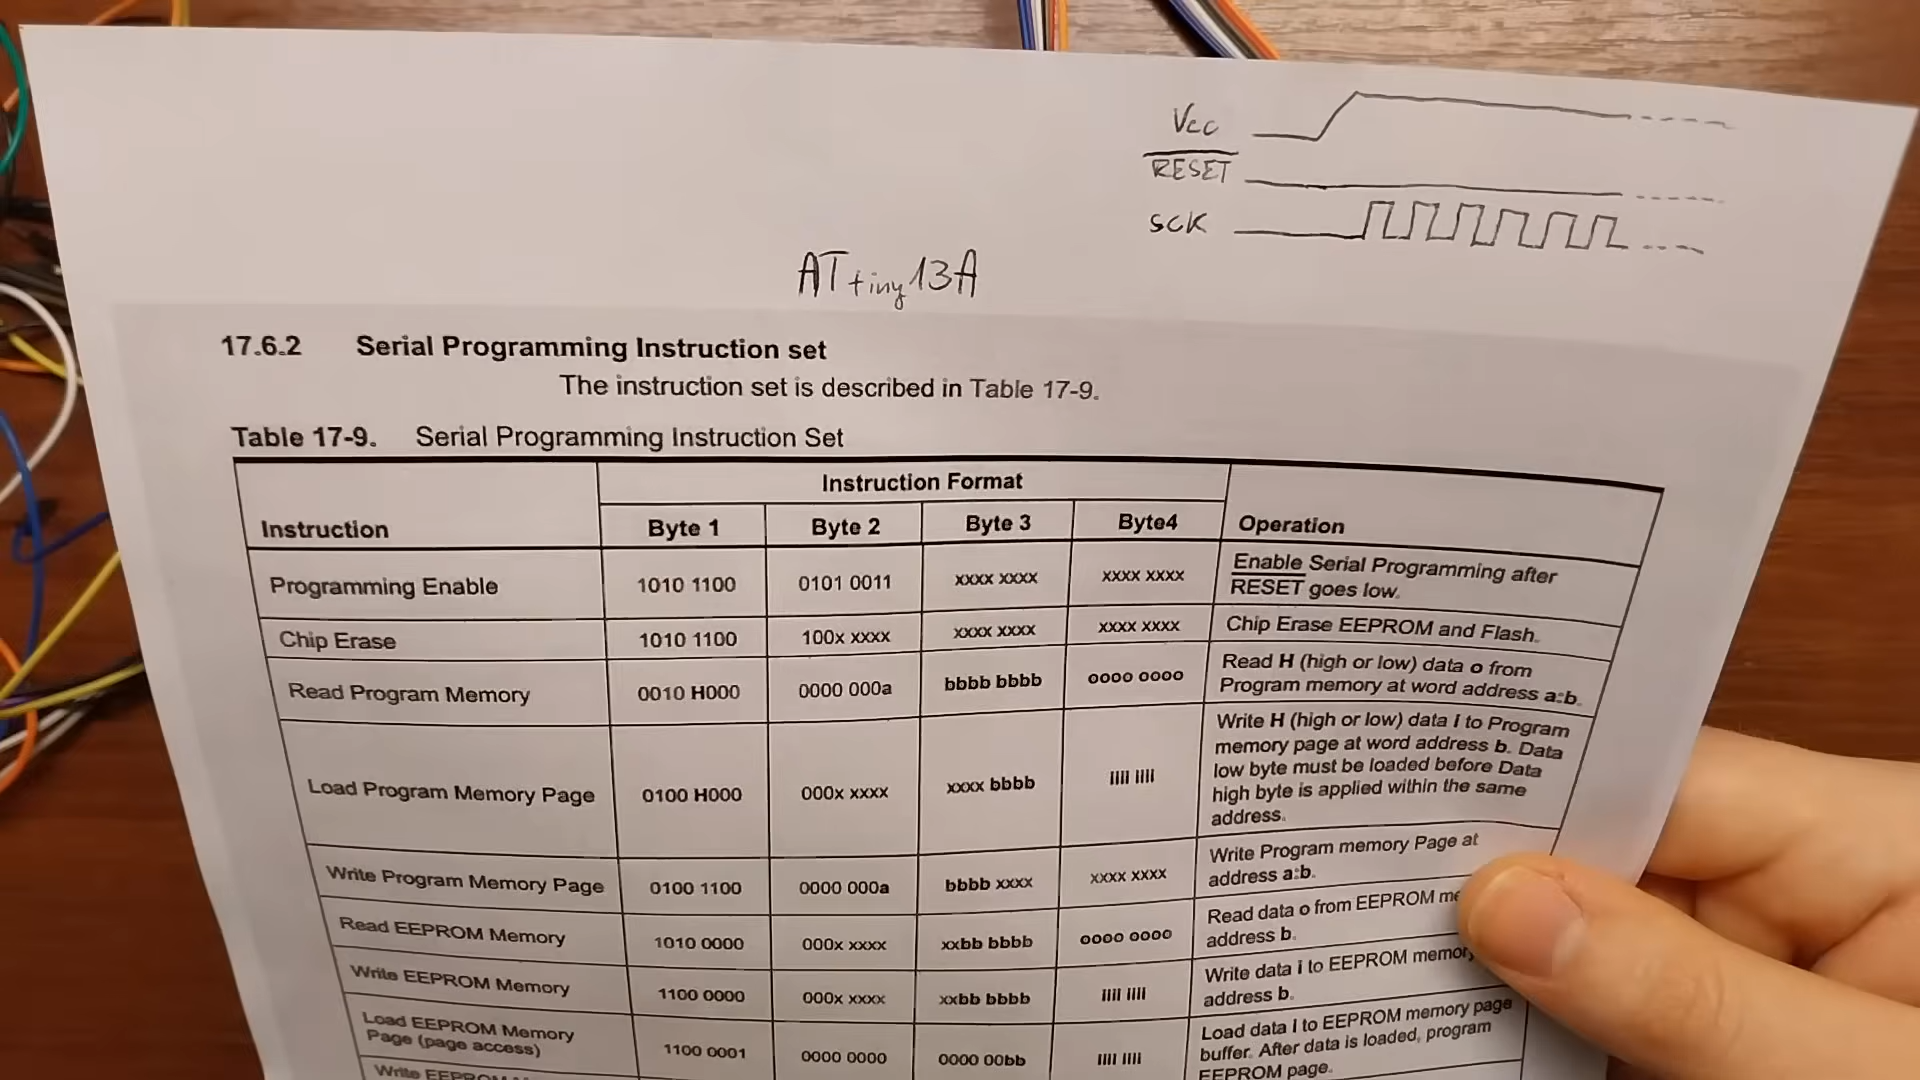 Vcc
RESET
SCK
ATtiny13A
17.6.2 Serial Programming Instruction set
The instruction set is described in Table 17-9.
Table 17-9. Serial Programming Instruction Set
Instruction Format
Instruction Byte 1 Byte 2 Byte 3 Byte4 Operation
Programming Enable 1010 1100 0101 0011 xxxx xxxx xxxx xxxx Enable Serial Programming after
RESET goes low.
Chip Erase 1010 1100 100x xxxx xxxx xxxx xxxx xxxx Chip Erase EEPROM and Flash.
Read Program Memory 0010 H000 0000 000a bbbb bbbb oooo oooo Read H (high or low) data o from
Program memory at word address a:b.
Load Program Memory Page 0100 H000 000x xxxx xxxx bbbb iiii iiii Write H (high or low) data i to Program
memory page at word address b. Data
low byte must be loaded before Data
high byte is applied within the same
address.
Write Program Memory Page 0100 1100 0000 000a bbbb xxxx xxxx xxxx Write Program memory Page at
address a:b.
Read EEPROM Memory 1010 0000 000x xxxx xxbb bbbb oooo oooo Read data o from EEPROM
address b.
Write EEPROM Memory 1100 0000 000x xxxx xxbb bbbb iiii iiii Write data i to EEPROM
address b.
Load EEPROM Memory
Page (page access) 1100 0001 0000 0000 0000 00bb iiii iiii Load data i to EEPROM memory page
buffer. After data is loaded, program
EEPROM page.
Write